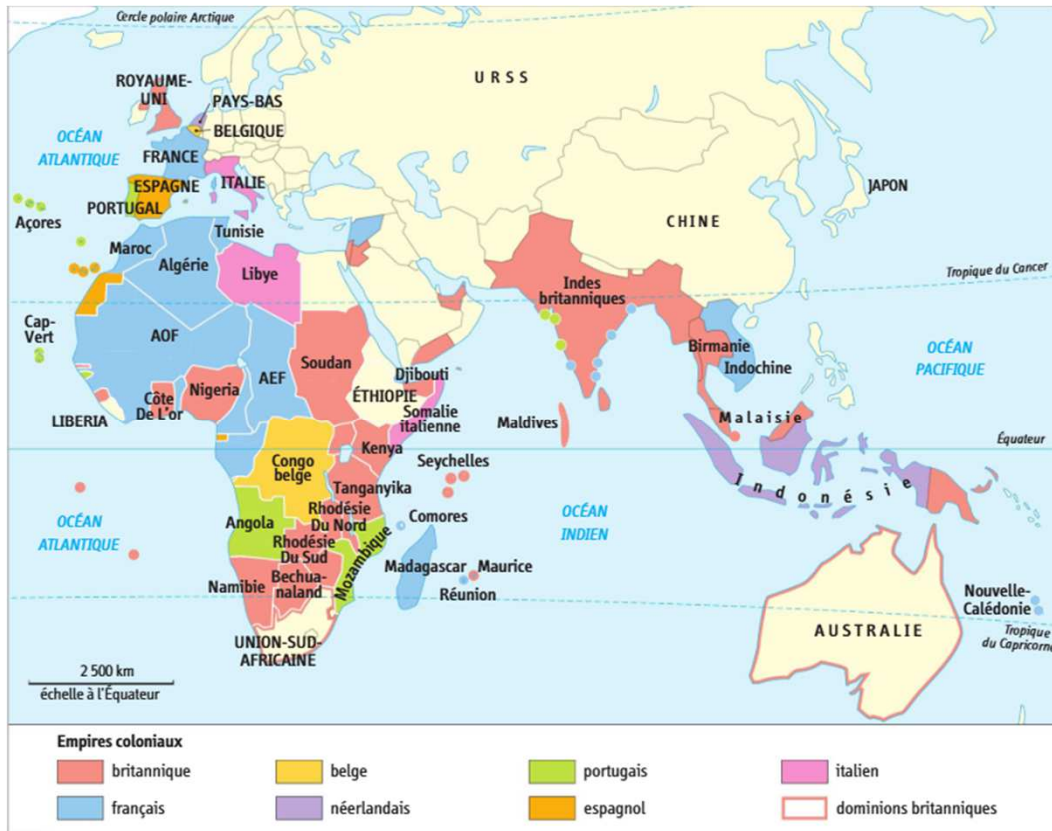 Cercle polaire Arctique
URSS
ROYAUME-
UNI
PAYS-BAS
BELGIQUE
OCÉAN
ATLANTIQUE
FRANCE
ESPAGNE
ITALIE
PORTUGAL
JAPON
CHINE
Açores
Tunisie
Maroc
Algérie
Libye
Indes
britanniques
Tropique du Cancer
Cap-
Vert
AOF
AEF
Soudan
Birmanie
Indochine
OCÉAN
PACIFIQUE
Djibouti
ÉTHIOPIE
Nigeria
Côte
De L'or
LIBERIA
Somalie
italienne
Maldives
Malaisie
Équateur
Kenya
Seychelles
Congo
belge
Tanganyika
Indonésie
OCÉAN
ATLANTIQUE
Angola
Rhodésie
Du Nord
Comores
OCÉAN
INDIEN
Rhodésie
Du Sud
Mozambique
Madagascar
Maurice
Réunion
Namibie
Bechua-
naland
Nouvelle-
Calédonie
AUSTRALIE
Tropique
du Capricorne
UNION-SUD-
AFRICAINE
2 500 km
échelle à l'Équateur
Empires coloniaux
britannique
belge
portugais
italien
français
néerlandais
espagnol
dominions britanniques